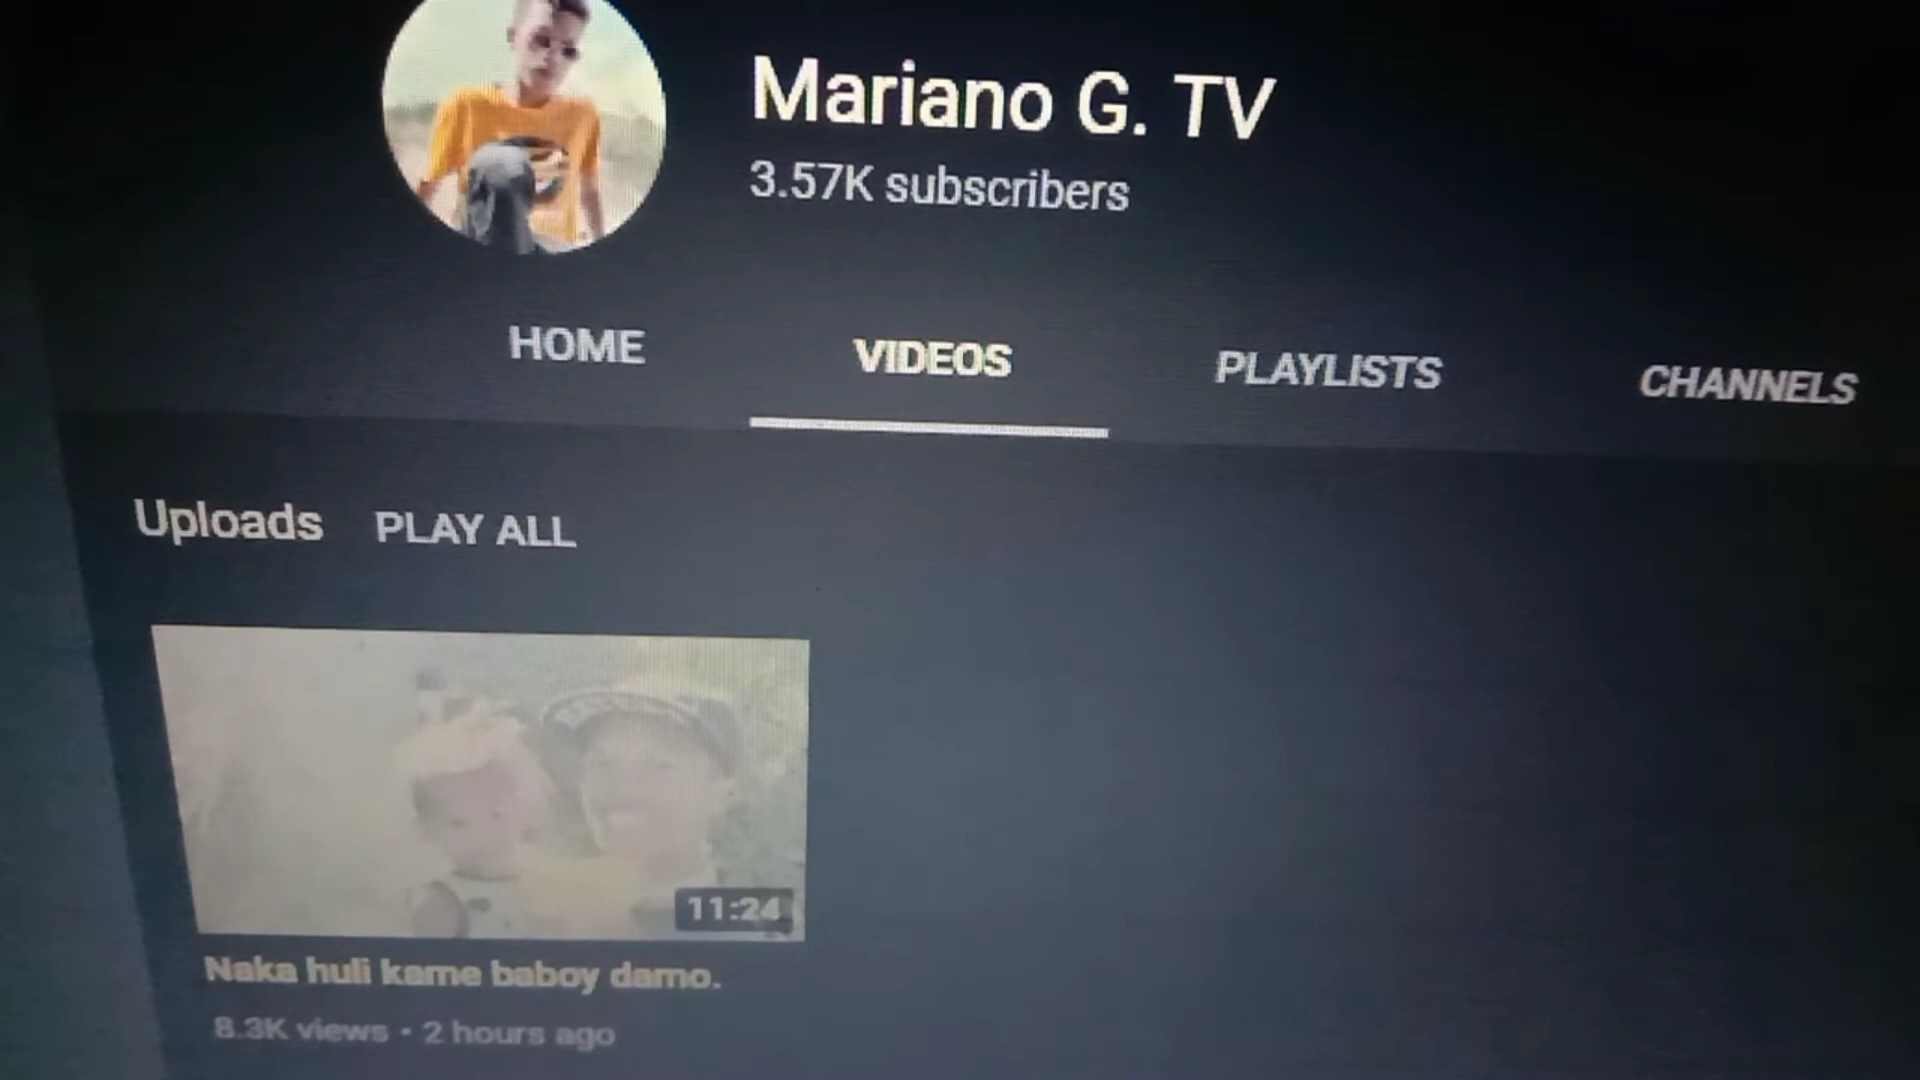 Mariano G. TV
3.57K subscribers
HOME VIDEOS PLAYLISTS CHANNELS
Uploads PLAY ALL
11:24
Naka huli kame baboy damo.
8.3K views • 2 hours ago